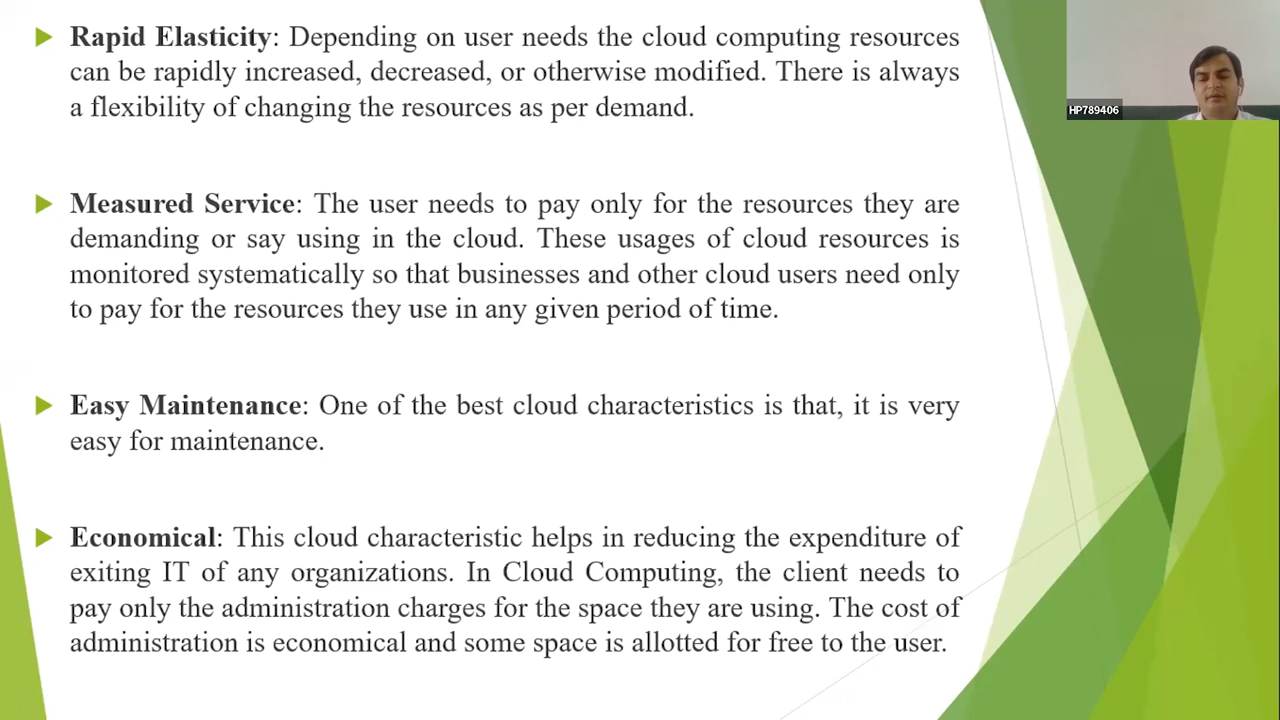 Rapid Elasticity: Depending on user needs the cloud computing resources
can be rapidly increased, decreased, or otherwise modified. There is always
a flexibility of changing the resources as per demand.
Measured Service: The user needs to pay only for the resources they are
demanding or say using in the cloud. These usages of cloud resources is
monitored systematically so that businesses and other cloud users need only
to pay for the resources they use in any given period of time.
Easy Maintenance: One of the best cloud characteristics is that, it is very
easy for maintenance.
Economical: This cloud characteristic helps in reducing the expenditure of
exiting IT of any organizations. In Cloud Computing, the client needs to
pay only the administration charges for the space they are using. The cost of
administration is economical and some space is allotted for free to the user.
HP789406